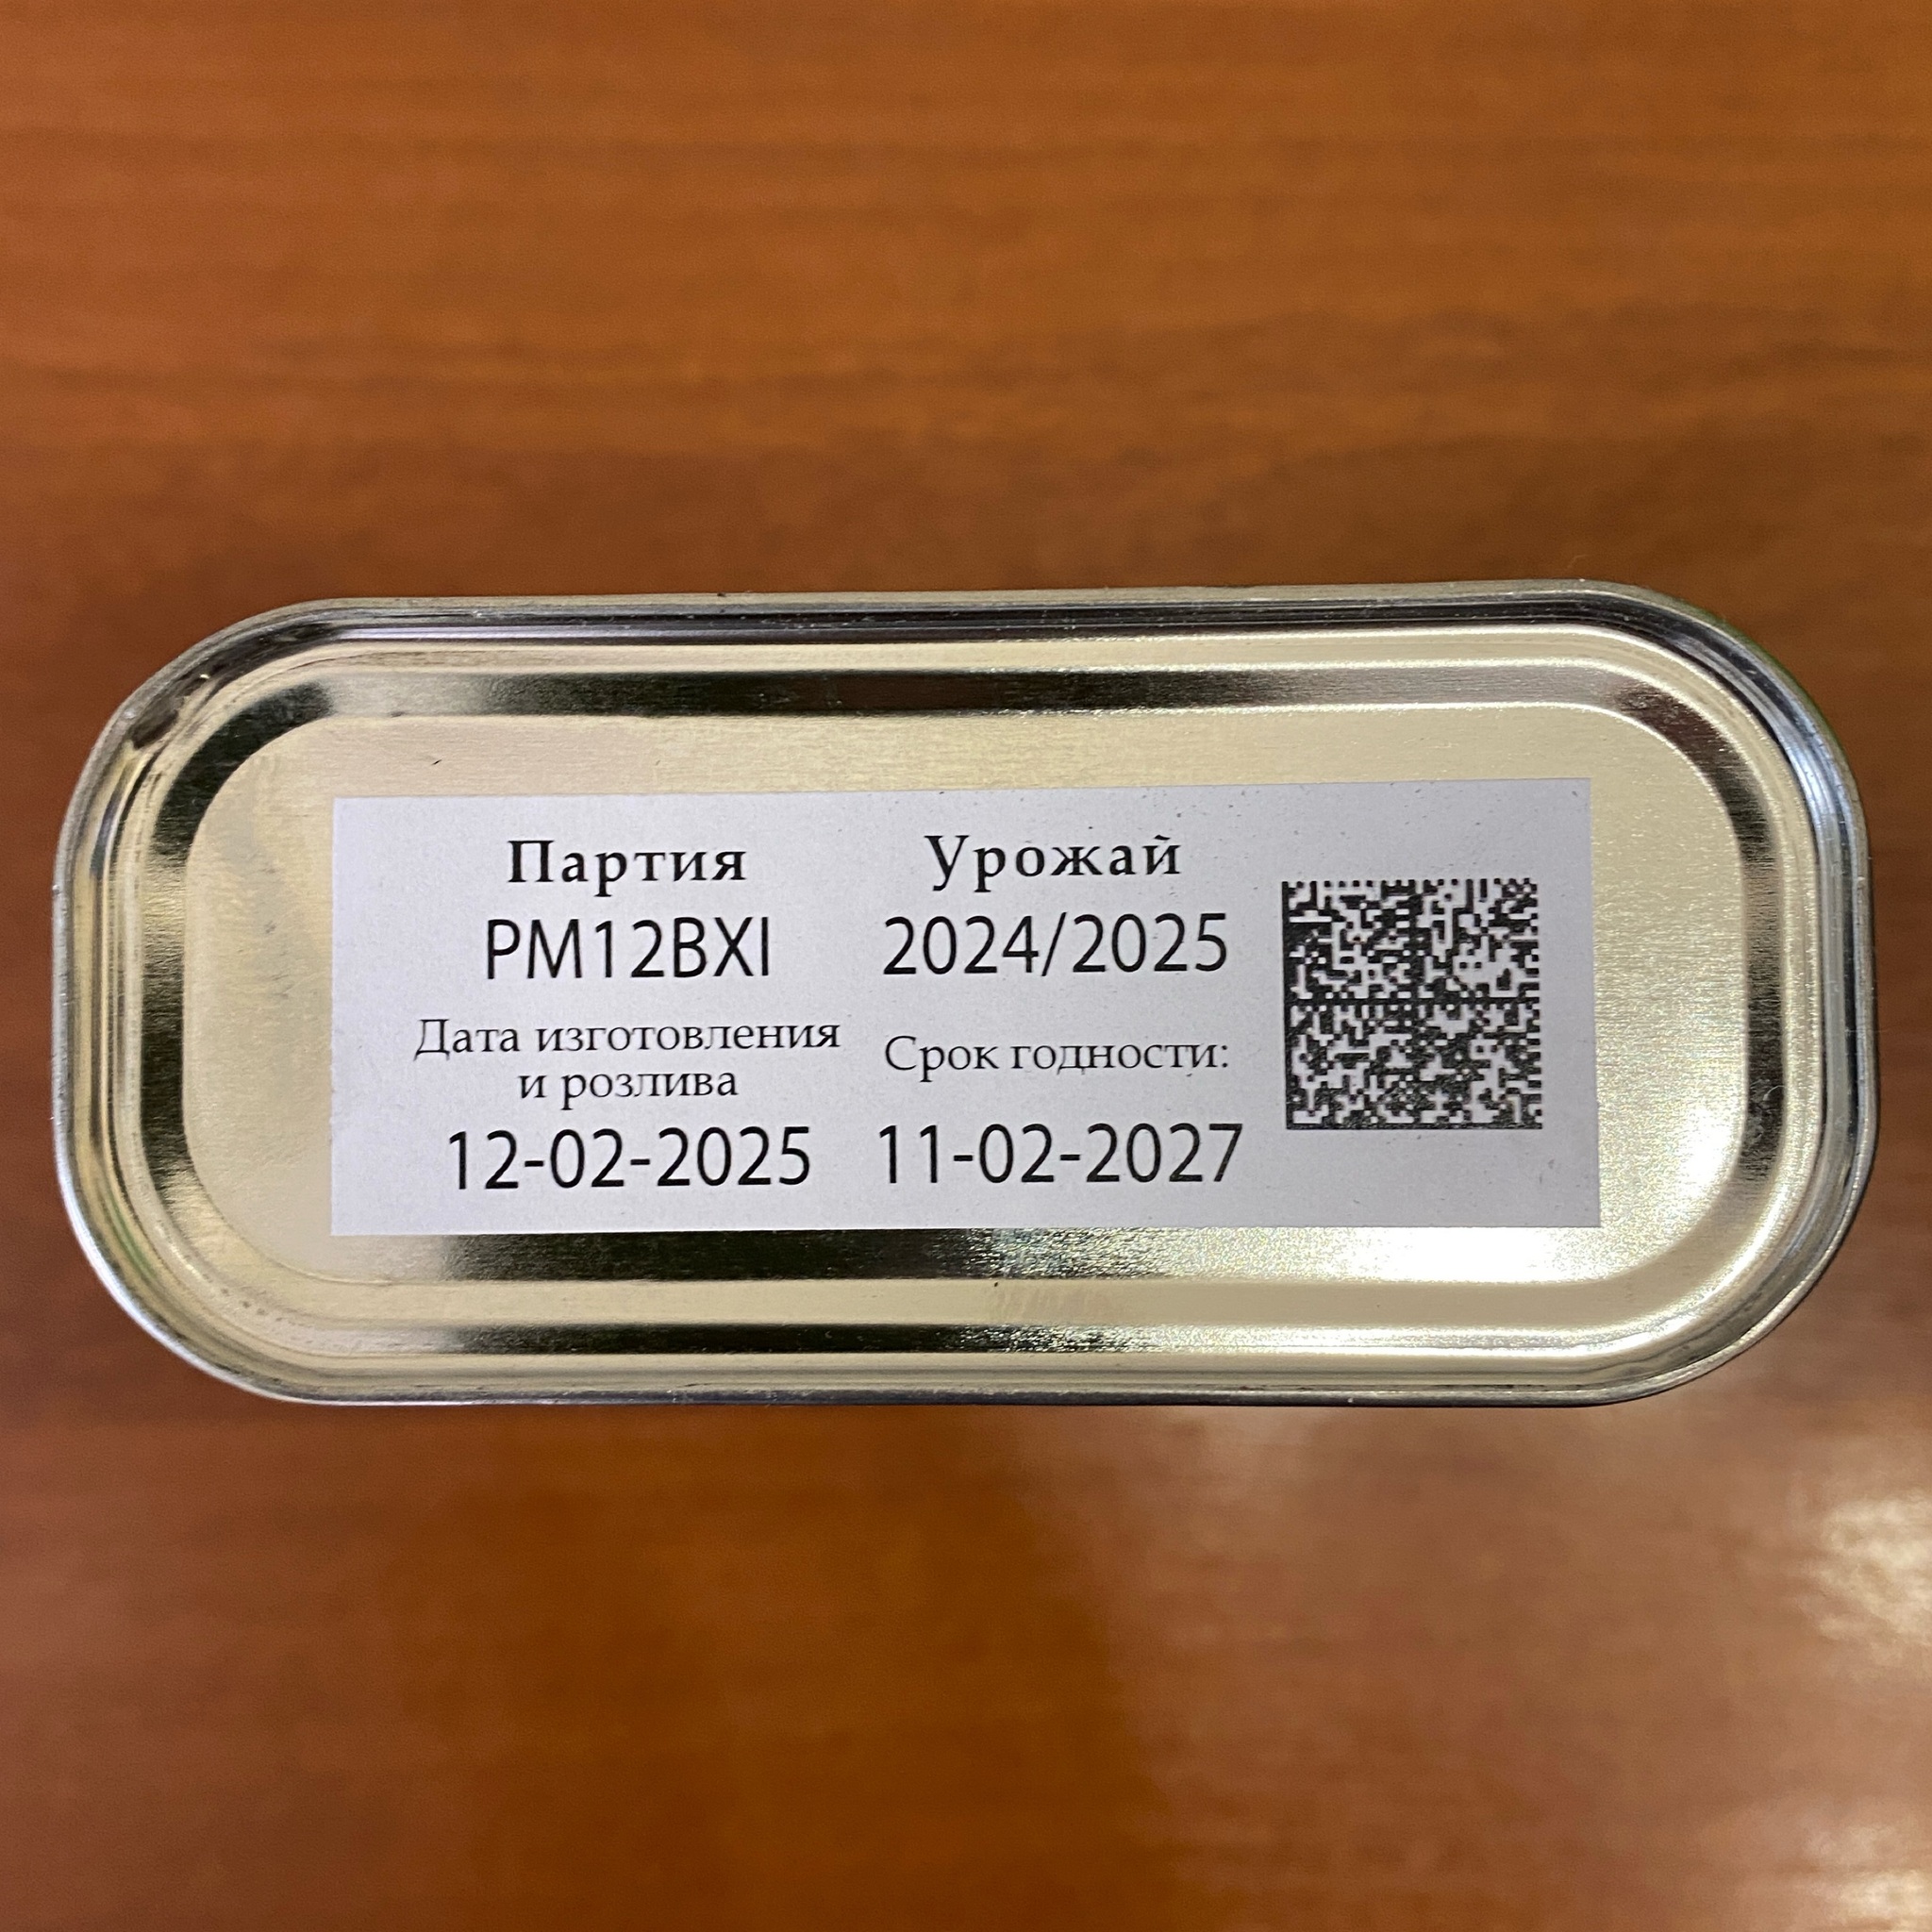 Партия
PM12BXI
Урожай
2024/2025
Дата изготовления
и розлива
12-02-2025
Срок годности:
11-02-2027